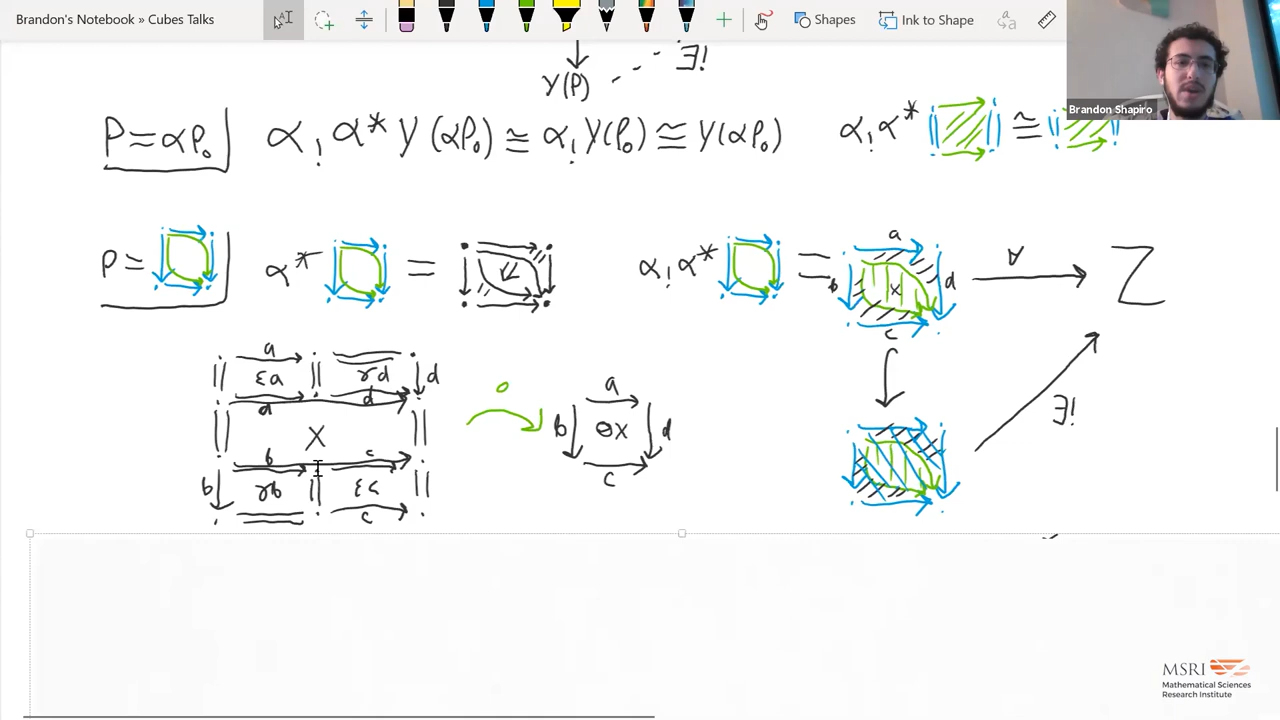 Brandon's Notebook » Cubes Talks
Shapes
Ink to Shape
Brandon Shapiro
Y(P) ∃!
P = αP₀ α! α* Y(αP₀) ≅ α! Y(P₀) ≅ Y(αP₀) α! α* ≅
P = α* = α! α* = a b x d c ∀ Z
a a
εa γd d b d
a d
X o θX ∃!
b c
b γb εc c
c
MSRI
Mathematical Sciences
Research Institute